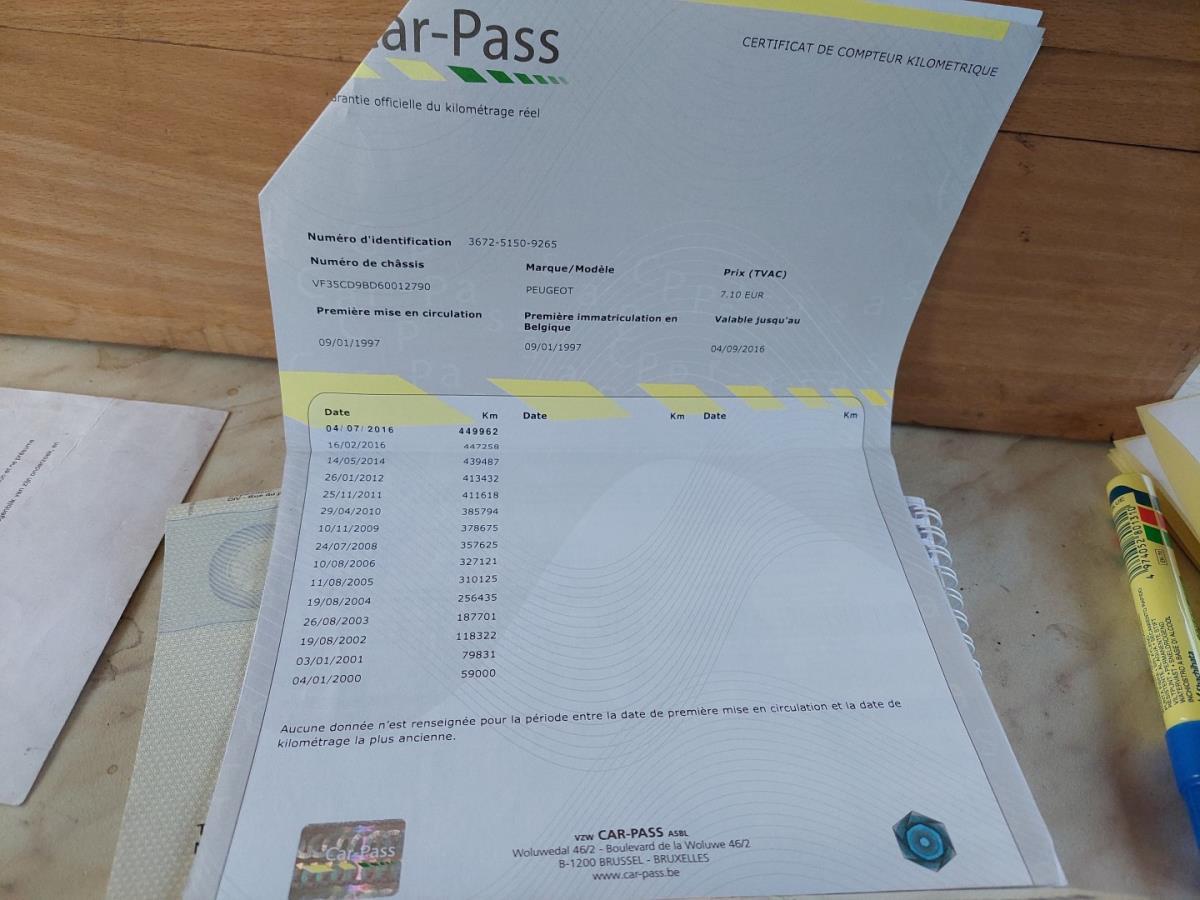 ar-Pass
CERTIFICAT DE COMPTEUR KILOMETRIQUE
arantie officielle du kilométrage réel
Numéro d'identification 3672-5150-9265
Numéro de châssis Marque/Modèle Prix (TVAC)
VF35CD9BD60012790 PEUGEOT 7.10 EUR
Première mise en circulation Première immatriculation en Belgique Valable jusqu'au
09/01/1997 09/01/1997 04/09/2016
Date Km Date Km Date Km
04/07/2016 449962
16/02/2016 447258
14/05/2014 439487
26/01/2012 413432
25/11/2011 411618
29/04/2010 385794
10/11/2009 378675
24/07/2008 357625
10/08/2006 327121
11/08/2005 310125
19/08/2004 256435
26/08/2003 187701
19/08/2002 118322
03/01/2001 79831
04/01/2000 59000
Aucune donnée n'est renseignée pour la période entre la date de première mise en circulation et la date de
kilométrage la plus ancienne.
Car-Pass
VZW CAR-PASS ASBL
Woluwedal 46/2 - Boulevard de la Woluwe 46/2
B-1200 BRUSSEL - BRUXELLES
www.car-pass.be
4 974052 801310